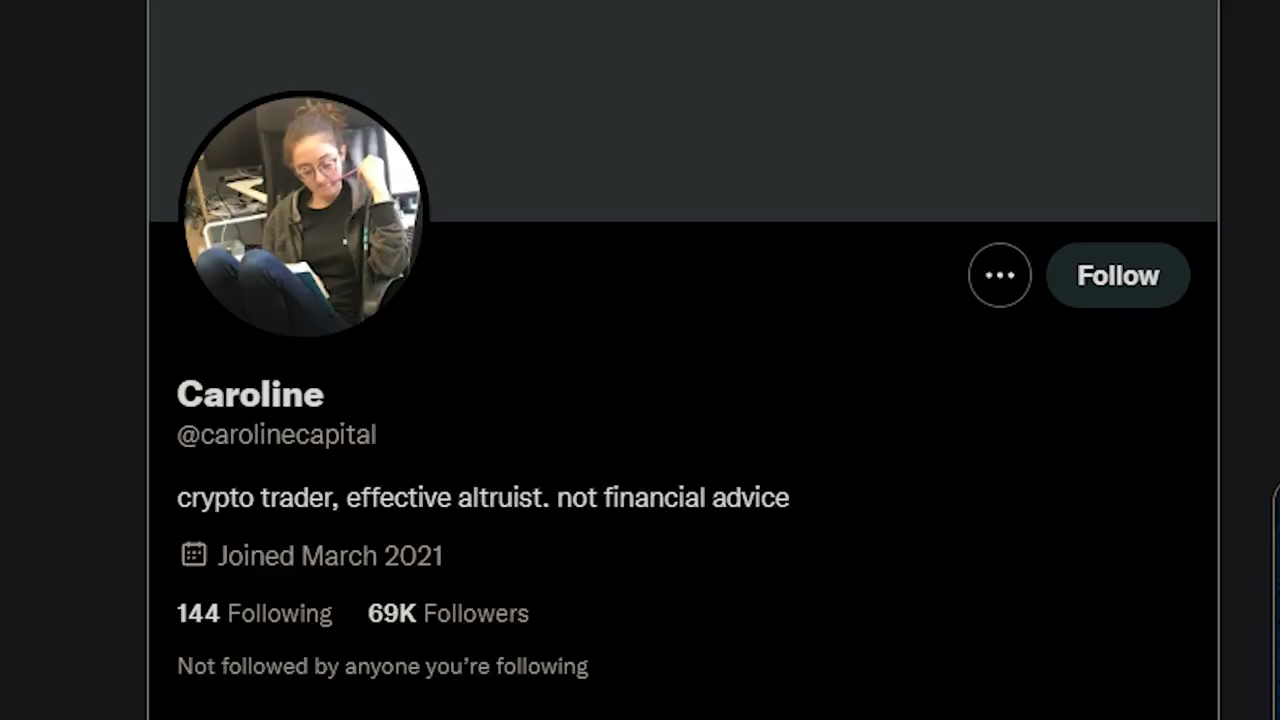 Follow
Caroline
@carolinecapital
crypto trader, effective altruist. not financial advice
Joined March 2021
144 Following 69K Followers
Not followed by anyone you’re following